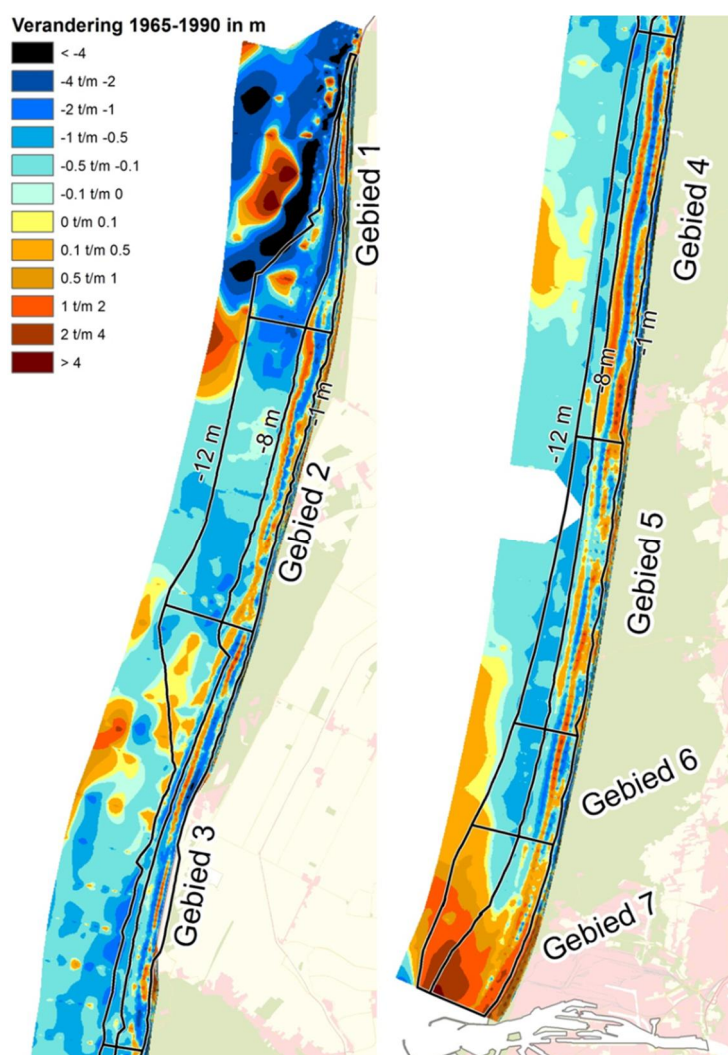 Verandering 1965-1990 in m
< -4
-4 t/m -2
-2 t/m -1
-1 t/m -0.5
-0.5 t/m -0.1
-0.1 t/m 0
0 t/m 0.1
0.1 t/m 0.5
0.5 t/m 1
1 t/m 2
2 t/m 4
> 4
Gebied 1
-12 m
-8 m
-1 m
Gebied 2
Gebied 3
Gebied 4
-12 m
-8 m
-1 m
Gebied 5
Gebied 6
Gebied 7